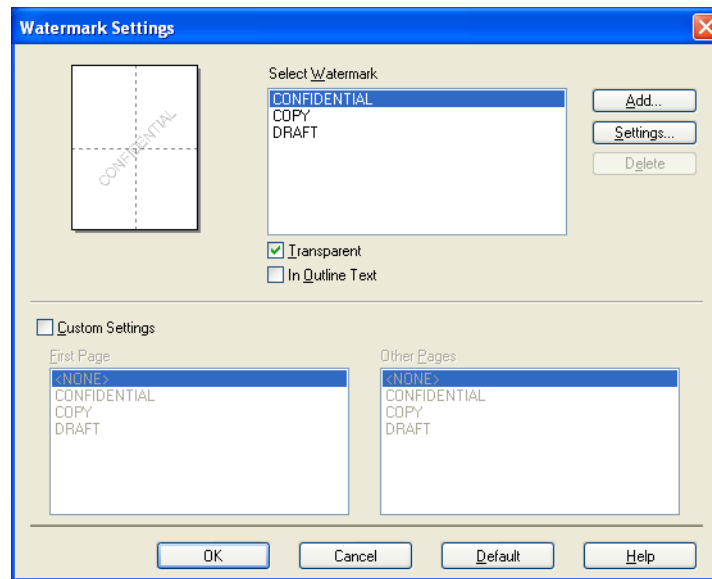 Watermark Settings
Select Watermark
CONFIDENTIAL
CONFIDENTIAL
COPY
DRAFT
Add...
Settings...
Delete
Transparent
In Outline Text
Custom Settings
First Page
<NONE>
CONFIDENTIAL
COPY
DRAFT
Other Pages
<NONE>
CONFIDENTIAL
COPY
DRAFT
OK
Cancel
Default
Help